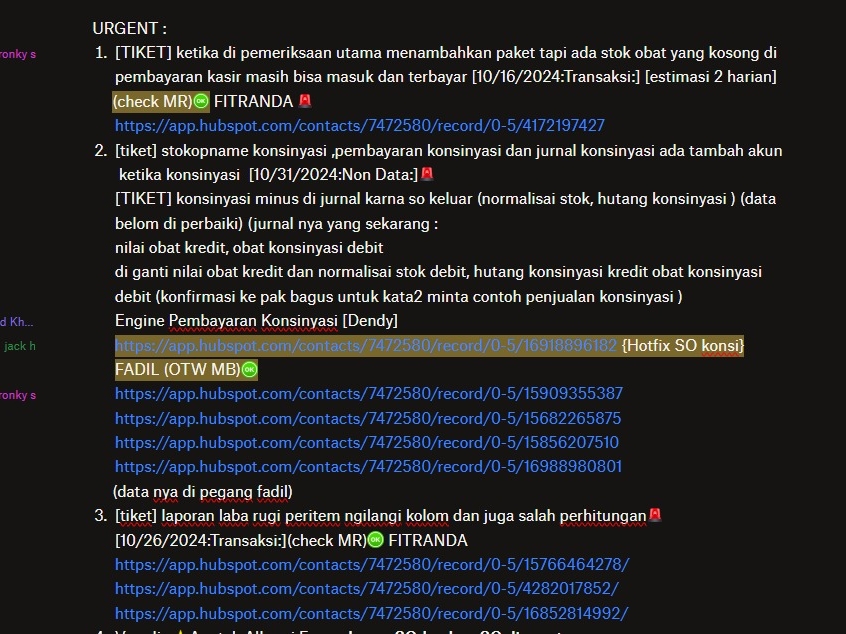 URGENT :
ronky s
1. [TIKET] ketika di pemeriksaan utama menambahkan paket tapi ada stok obat yang kosong di
pembayaran kasir masih bisa masuk dan terbayar [10/16/2024:Transaksi:] [estimasi 2 harian]
(check MR)🆗 FITRANDA 🚨
https://app.hubspot.com/contacts/7472580/record/0-5/4172197427
2. [tiket] stokopname konsinyasi ,pembayaran konsinyasi dan jurnal konsinyasi ada tambah akun
ketika konsinyasi [10/31/2024:Non Data:]🚨
[TIKET] konsinyasi minus di jurnal karna so keluar (normalisai stok, hutang konsinyasi ) (data
belom di perbaiki) (jurnal nya yang sekarang :
nilai obat kredit, obat konsinyasi debit
di ganti nilai obat kredit dan normalisai stok debit, hutang konsinyasi kredit obat konsinyasi
debit (konfirmasi ke pak bagus untuk kata2 minta contoh penjualan konsinyasi )
d Kh...
Engine Pembayaran Konsinyasi [Dendy]
jack h
https://app.hubspot.com/contacts/7472580/record/0-5/16918896182 {Hotfix SO konsi}
FADIL (OTW MB)🆗
ronky s
https://app.hubspot.com/contacts/7472580/record/0-5/15909355387
https://app.hubspot.com/contacts/7472580/record/0-5/15682265875
https://app.hubspot.com/contacts/7472580/record/0-5/15856207510
https://app.hubspot.com/contacts/7472580/record/0-5/16988980801
(data nya di pegang fadil)
3. [tiket] laporan laba rugi peritem ngilangi kolom dan juga salah perhitungan🚨
[10/26/2024:Transaksi:](check MR)🆗 FITRANDA
https://app.hubspot.com/contacts/7472580/record/0-5/15766464278/
https://app.hubspot.com/contacts/7472580/record/0-5/4282017852/
https://app.hubspot.com/contacts/7472580/record/0-5/16852814992/